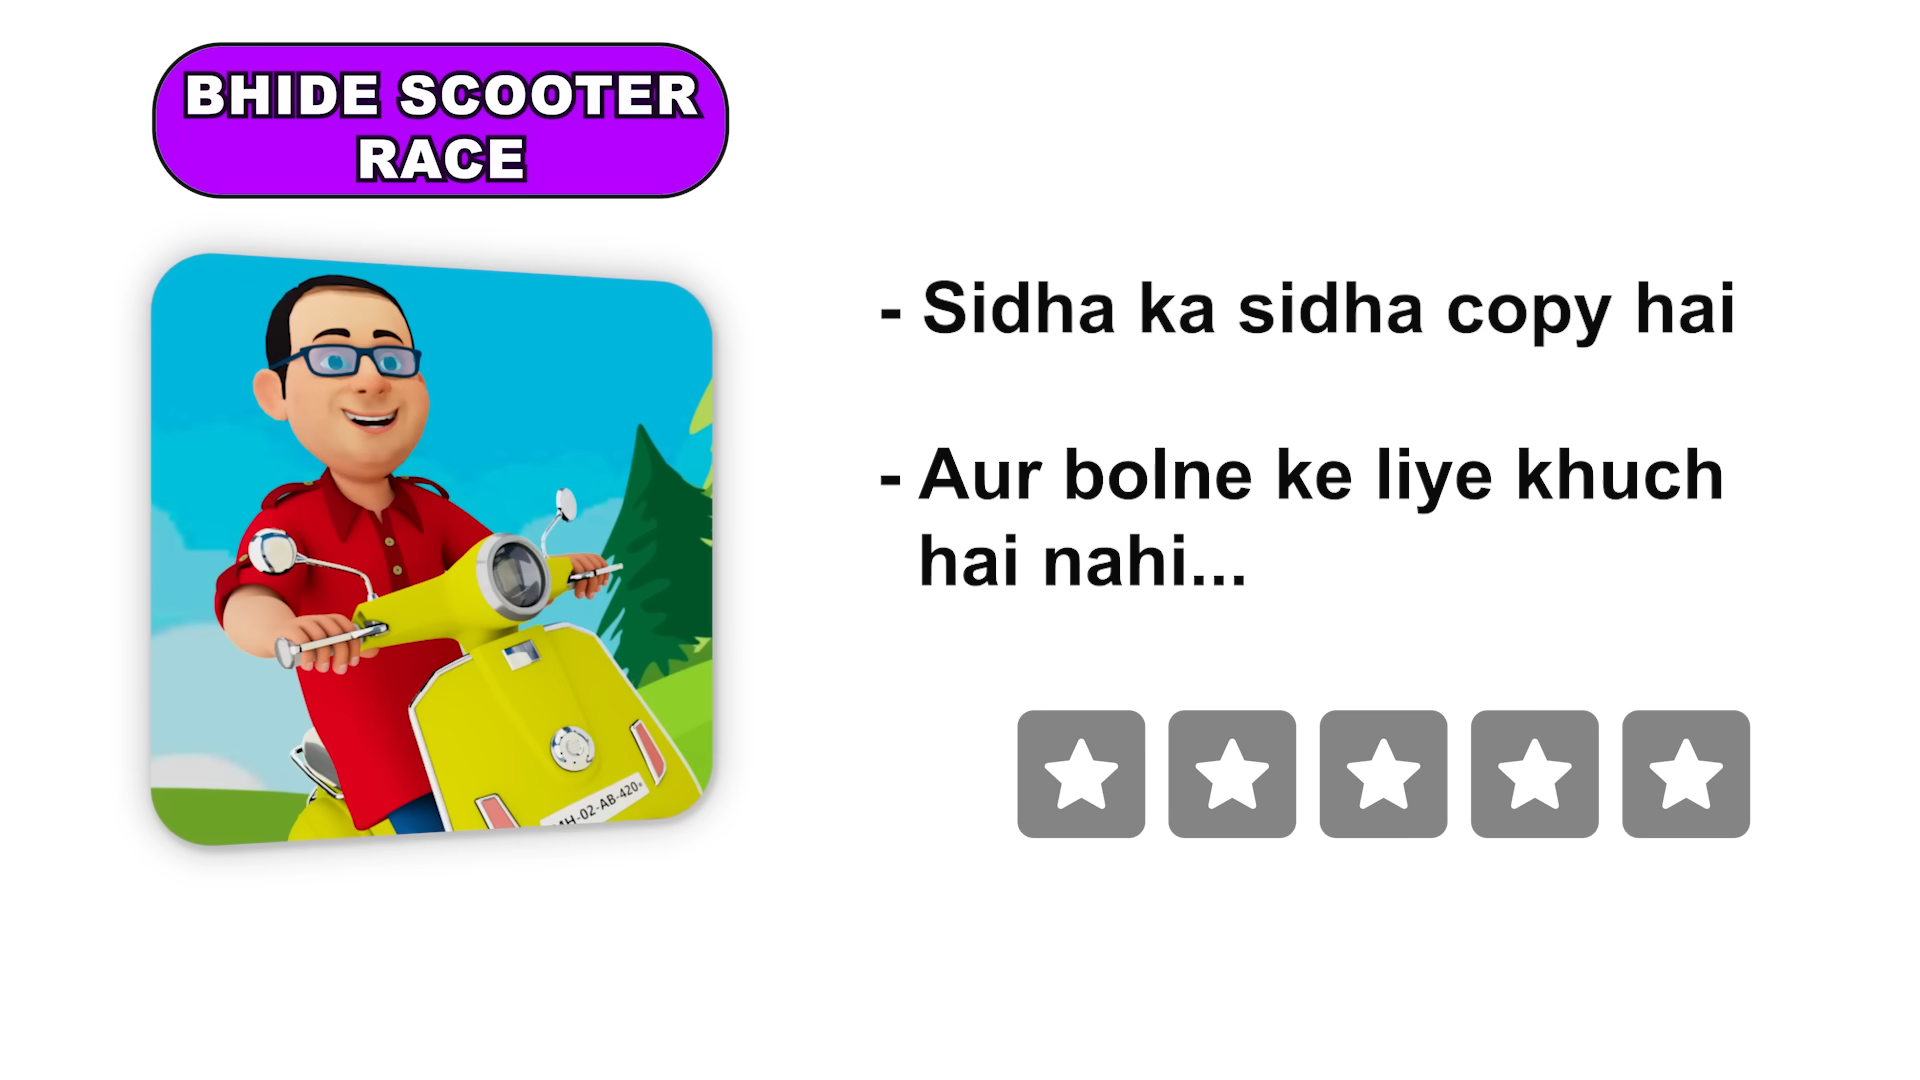 BHIDE SCOOTER
RACE
- Sidha ka sidha copy hai
- Aur bolne ke liye khuch
hai nahi...
MH-02-AB-420